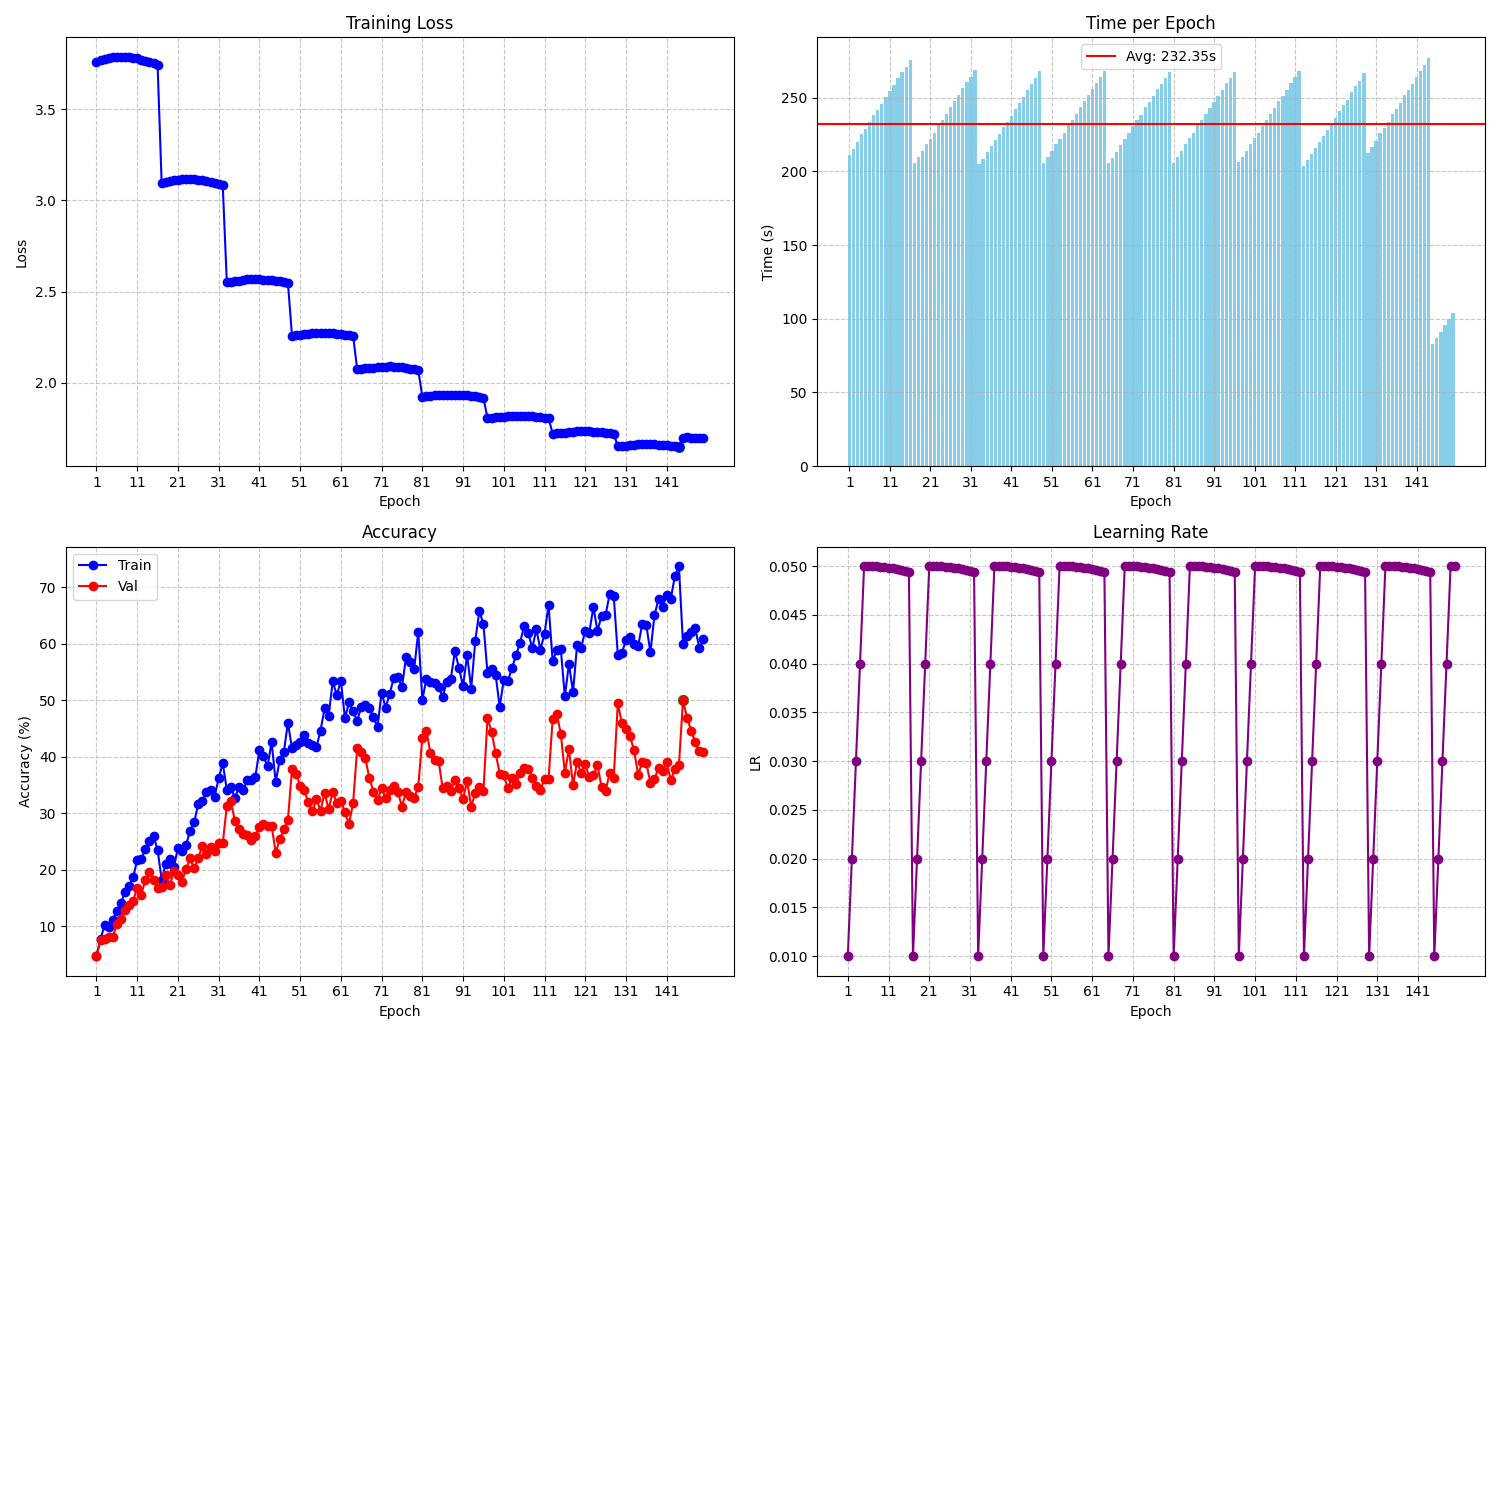 Training Loss
3.5
3.0
2.5
2.0
Loss
1 11 21 31 41 51 61 71 81 91 101 111 121 131 141
Epoch
Time per Epoch
Avg: 232.35s
250
200
150
100
50
0
Time (s)
1 11 21 31 41 51 61 71 81 91 101 111 121 131 141
Epoch
Accuracy
Train
Val
70
60
50
40
30
20
10
Accuracy (%)
1 11 21 31 41 51 61 71 81 91 101 111 121 131 141
Epoch
Learning Rate
0.050
0.045
0.040
0.035
0.030
0.025
0.020
0.015
0.010
LR
1 11 21 31 41 51 61 71 81 91 101 111 121 131 141
Epoch